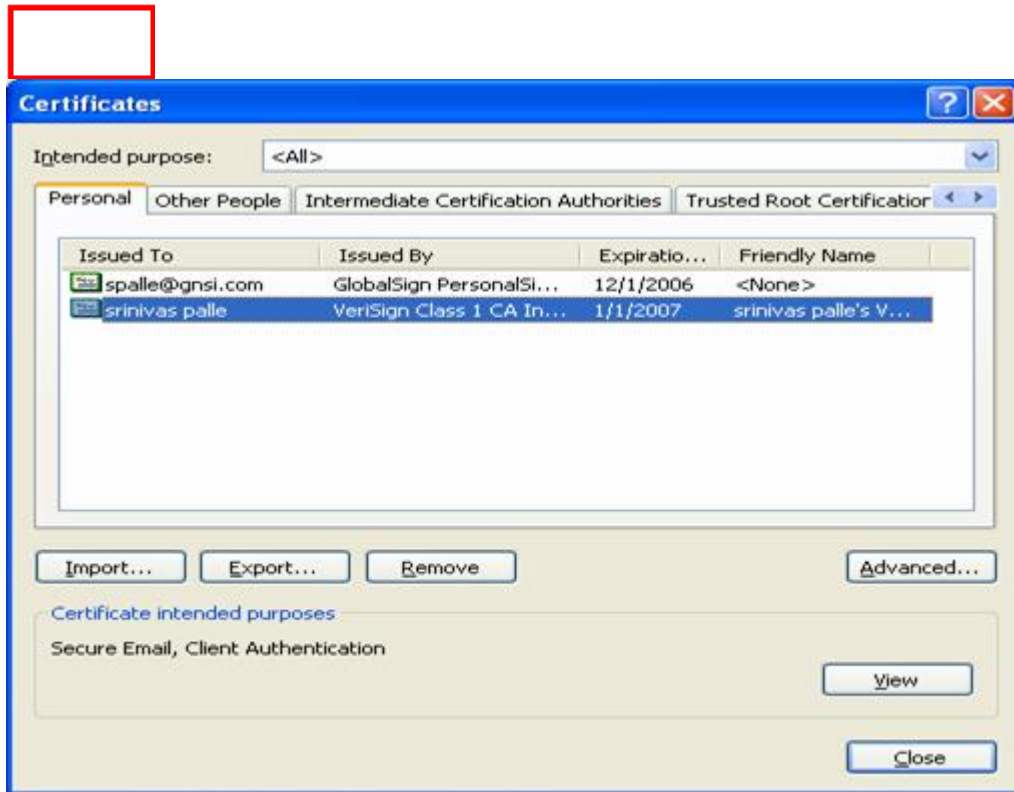 Certificates
Intended purpose: <All>
Personal Other People Intermediate Certification Authorities Trusted Root Certification
Issued To Issued By Expiratio... Friendly Name
spalle@gnsi.com GlobalSign PersonalSi... 12/1/2006 <None>
srinivas palle VeriSign Class 1 CA In... 1/1/2007 srinivas palle's V...
Import... Export... Remove Advanced...
Certificate intended purposes
Secure Email, Client Authentication
View
Close